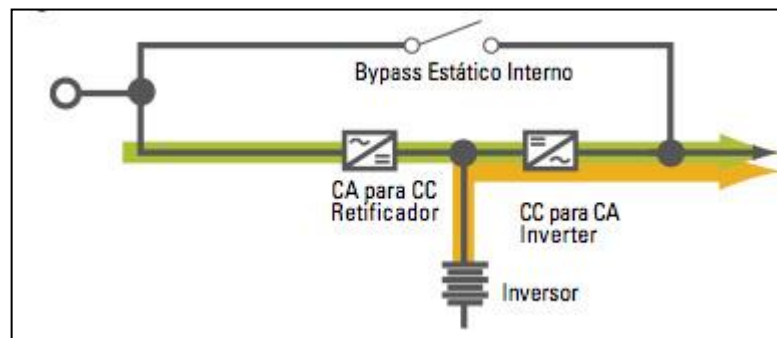 Bypass Estático Interno
CA para CC
Retificador
CC para CA
Inverter
Inversor